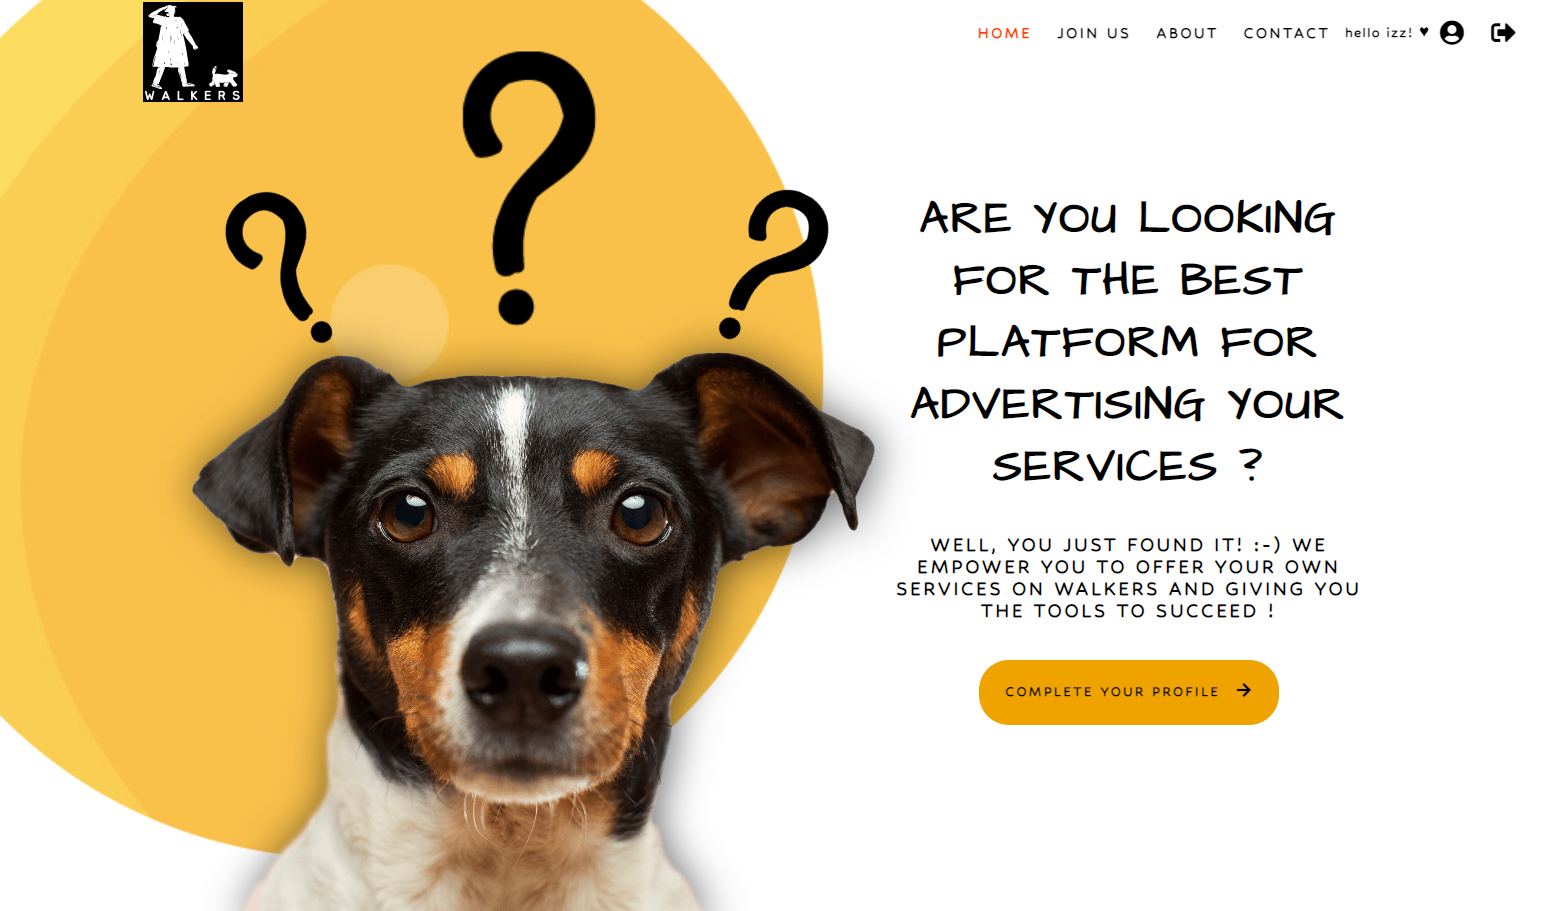 WALKERS
HOME JOIN US ABOUT CONTACT hello izz! ♥
? ? ?
ARE YOU LOOKING
FOR THE BEST
PLATFORM FOR
ADVERTISING YOUR
SERVICES ?
WELL, YOU JUST FOUND IT! :-) WE
EMPOWER YOU TO OFFER YOUR OWN
SERVICES ON WALKERS AND GIVING YOU
THE TOOLS TO SUCCEED !
COMPLETE YOUR PROFILE →